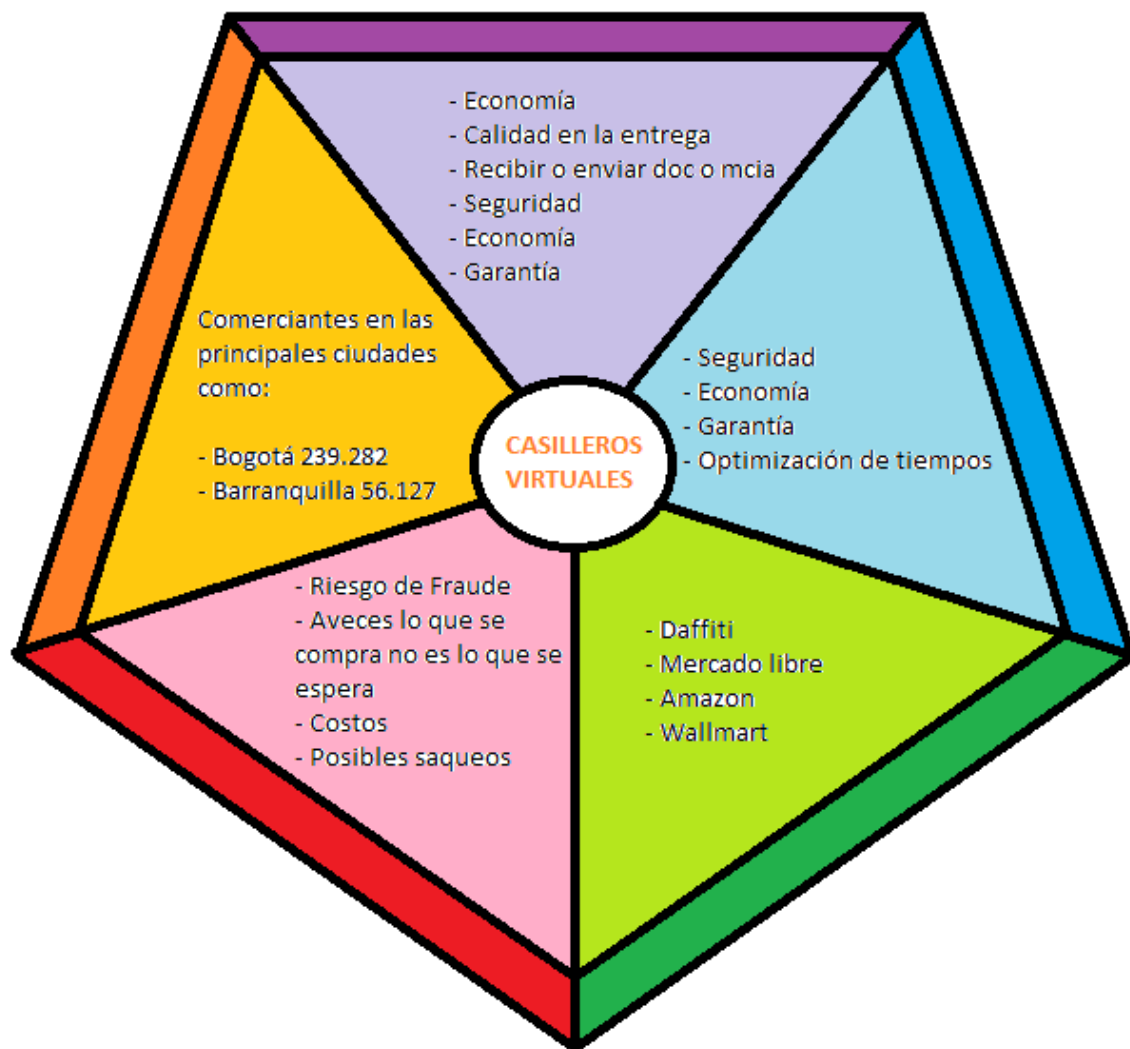 - Economía
- Calidad en la entrega
- Recibir o enviar doc o mcia
- Seguridad
- Economía
- Garantía
Comerciantes en las
principales ciudades
como:
- Bogotá 239.282
- Barranquilla 56.127
- Seguridad
- Economía
- Garantía
- Optimización de tiempos
CASILLEROS
VIRTUALES
- Riesgo de Fraude
- Aveces lo que se
compra no es lo que se
espera
- Costos
- Posibles saqueos
- Daffiti
- Mercado libre
- Amazon
- Wallmart